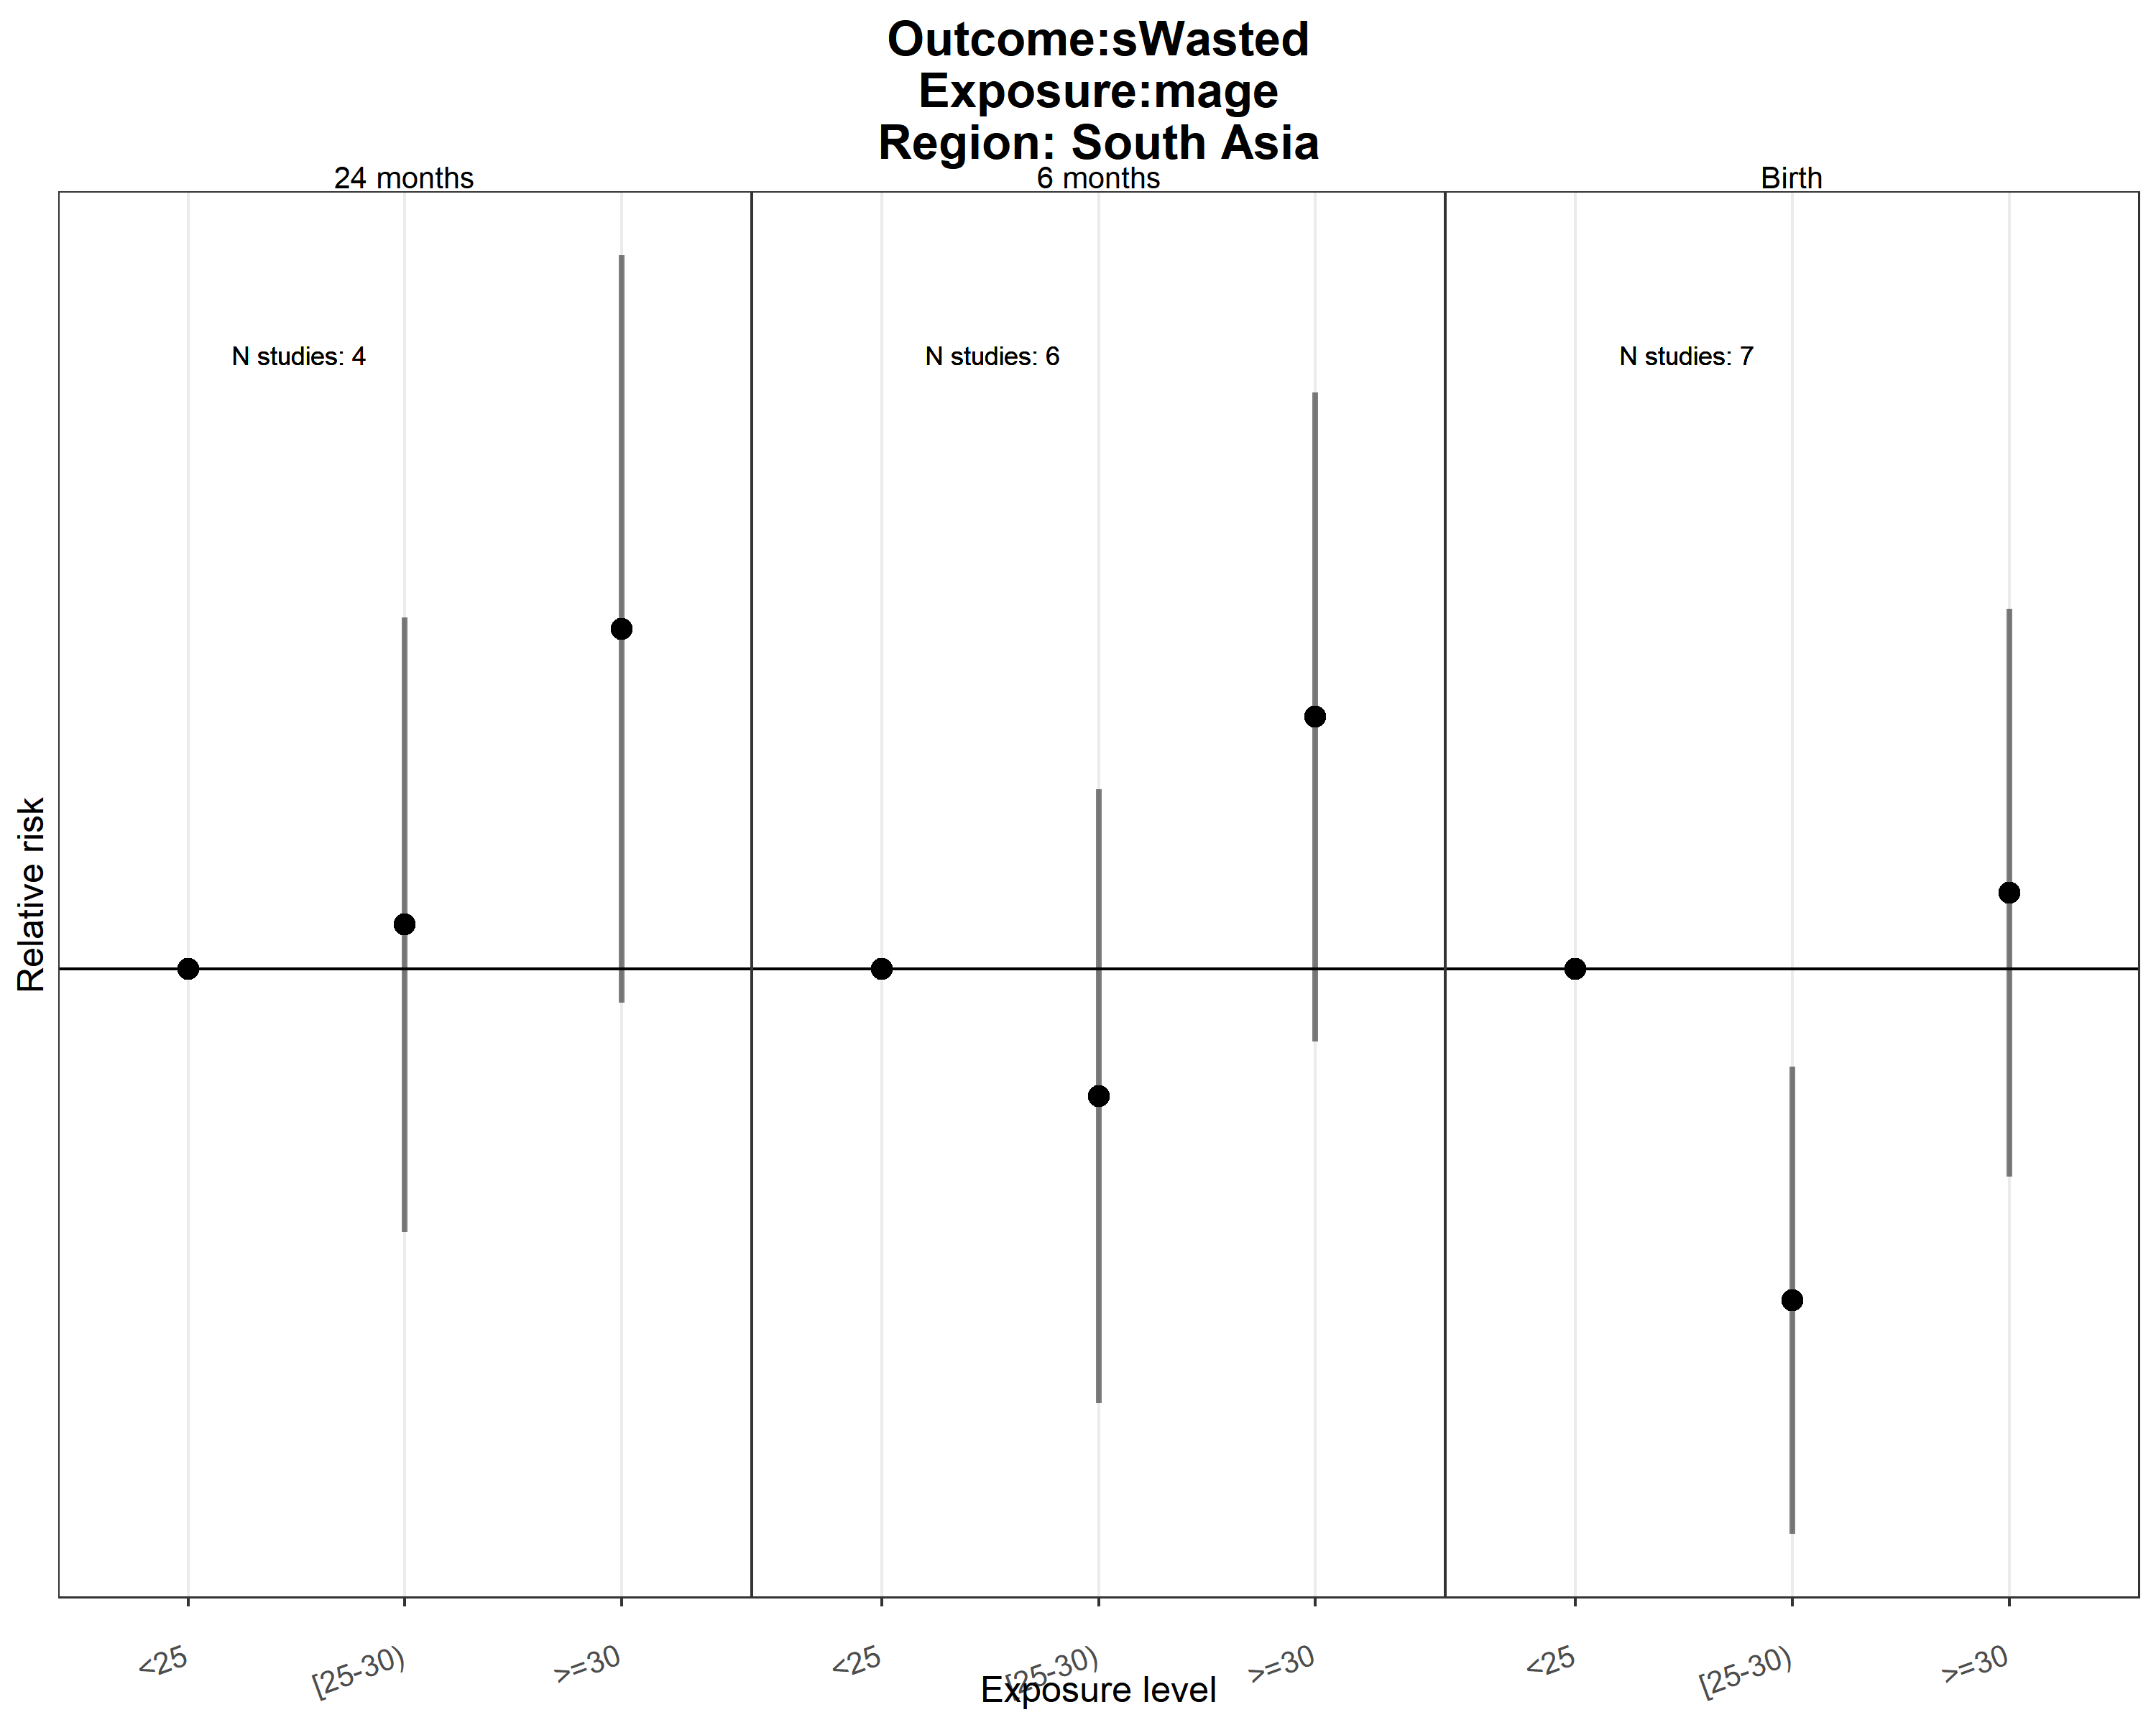 Outcome:sWasted
Exposure:mage
Region: South Asia
24 months
6 months
Birth
N studies: 4
N studies: 6
N studies: 7
Relative risk
<25
[25-30)
>=30
<25
[25-30)
>=30
<25
[25-30)
>=30
Exposure level